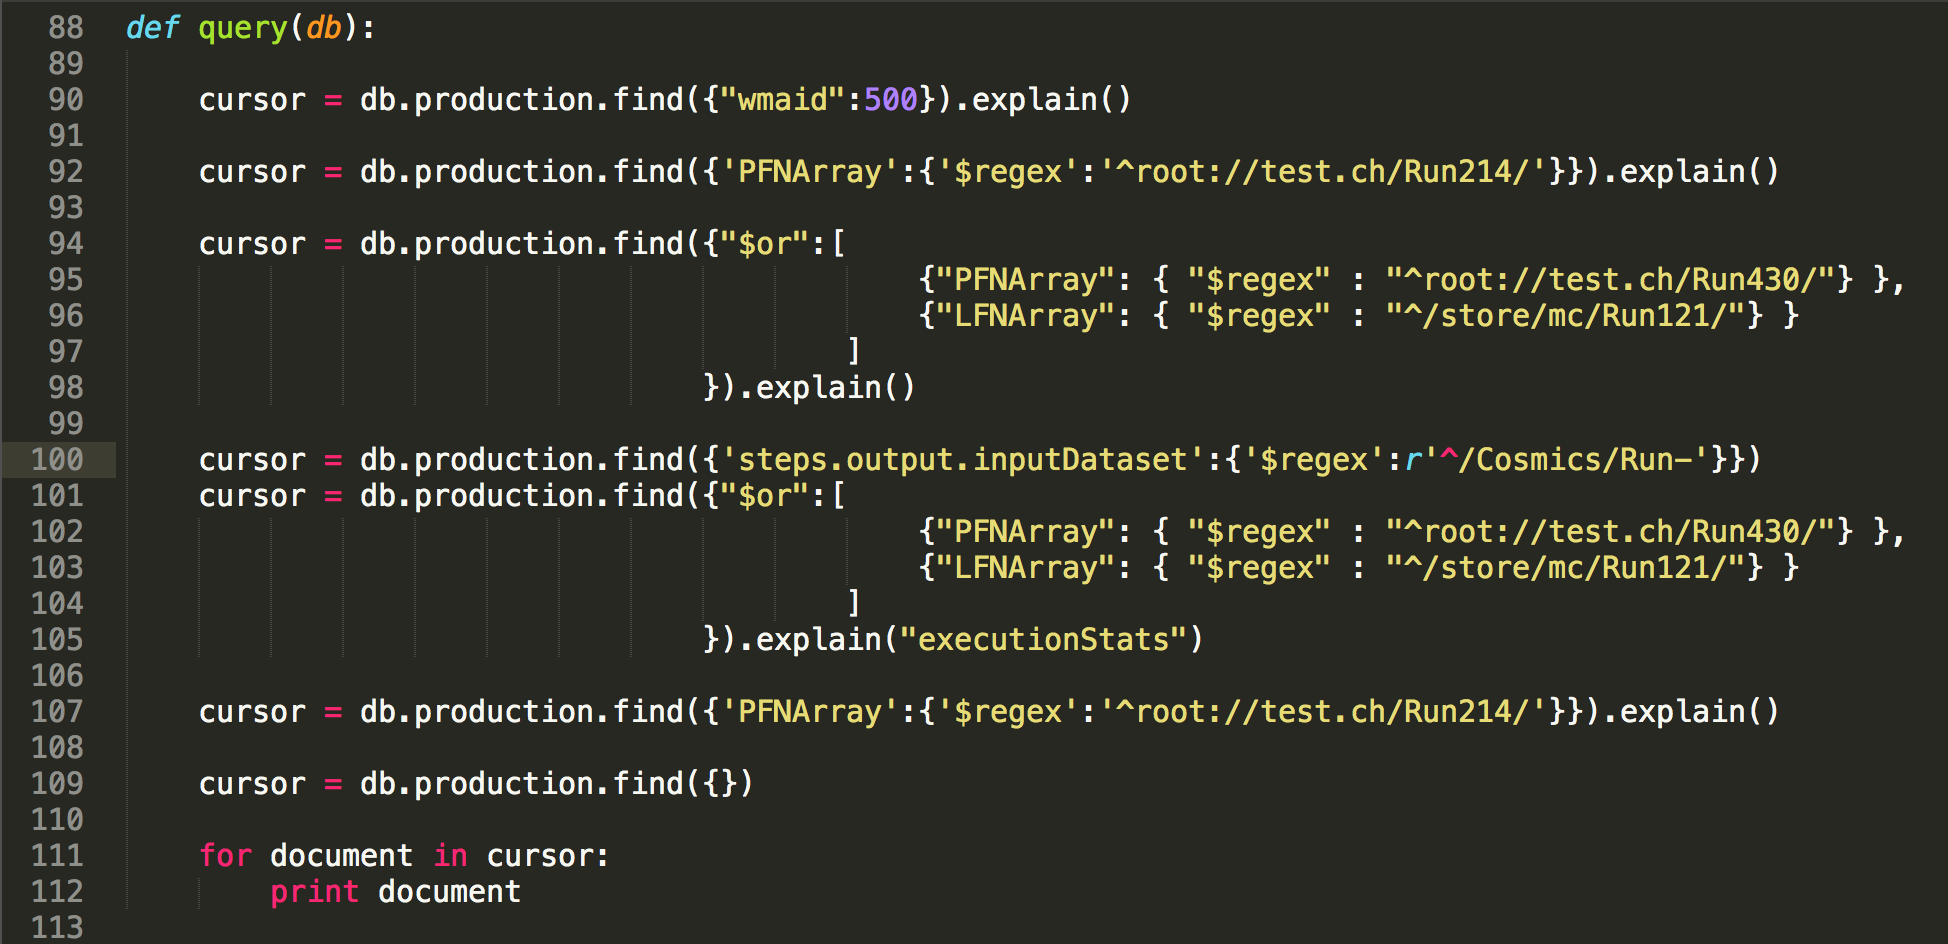 88 def query(db):
89
90 cursor = db.production.find({"wmaid":500}).explain()
91
92 cursor = db.production.find({'PFNArray':{'$regex':'^root://test.ch/Run214/'}}).explain()
93
94 cursor = db.production.find({"$or":[
95 {"PFNArray": { "$regex" : "^root://test.ch/Run430/"} },
96 {"LFNArray": { "$regex" : "^/store/mc/Run121/"} }
97 ]
98 }).explain()
99
100 cursor = db.production.find({'steps.output.inputDataset':{'$regex':r'^/Cosmics/Run-'}})
101 cursor = db.production.find({"$or":[
102 {"PFNArray": { "$regex" : "^root://test.ch/Run430/"} },
103 {"LFNArray": { "$regex" : "^/store/mc/Run121/"} }
104 ]
105 }).explain("executionStats")
106
107 cursor = db.production.find({'PFNArray':{'$regex':'^root://test.ch/Run214/'}}).explain()
108
109 cursor = db.production.find({})
110
111 for document in cursor:
112 print document
113